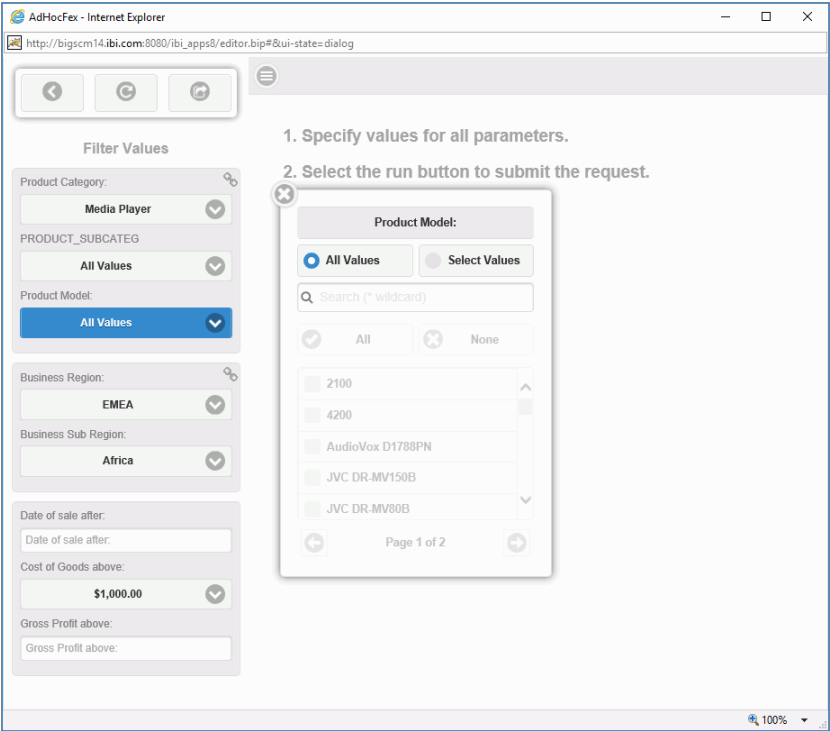 AdHocFex - Internet Explorer
http://bigscm14.ibi.com:8080/ibi_apps8/editor.bip#&ui-state=dialog
Filter Values
Product Category:
Media Player
PRODUCT_SUBCATEG
All Values
Product Model:
All Values
Business Region:
EMEA
Business Sub Region:
Africa
Date of sale after:
Date of sale after:
Cost of Goods above:
$1,000.00
Gross Profit above:
Gross Profit above:
1. Specify values for all parameters.
2. Select the run button to submit the request.
Product Model:
All Values
Select Values
Search (* wildcard)
All
None
2100
4200
AudioVox D1788PN
JVC DR-MV150B
JVC DR-MV80B
Page 1 of 2
100%